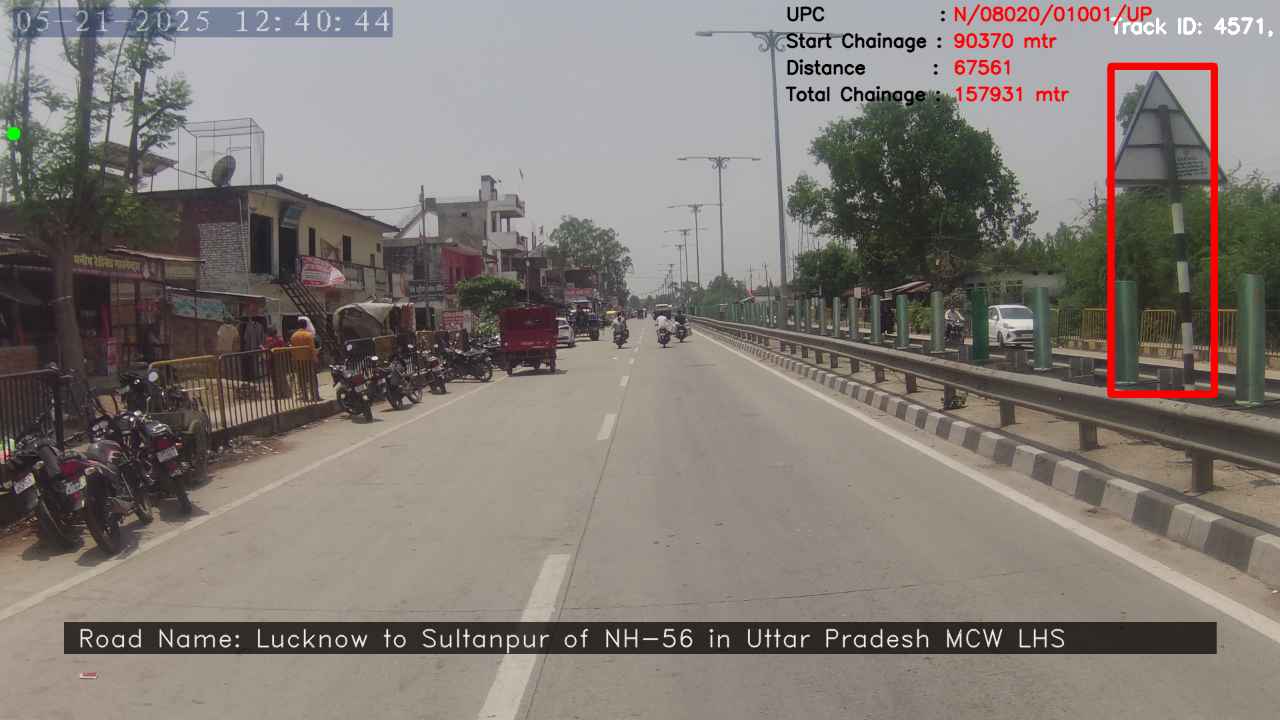 05-21-2025 12:40:44
UPC : N/08020/01001/UP
Track ID: 4571,
Start Chainage : 90370 mtr
Distance : 67561
Total Chainage : 157931 mtr
Road Name: Lucknow to Sultanpur of NH-56 in Uttar Pradesh MCW LHS